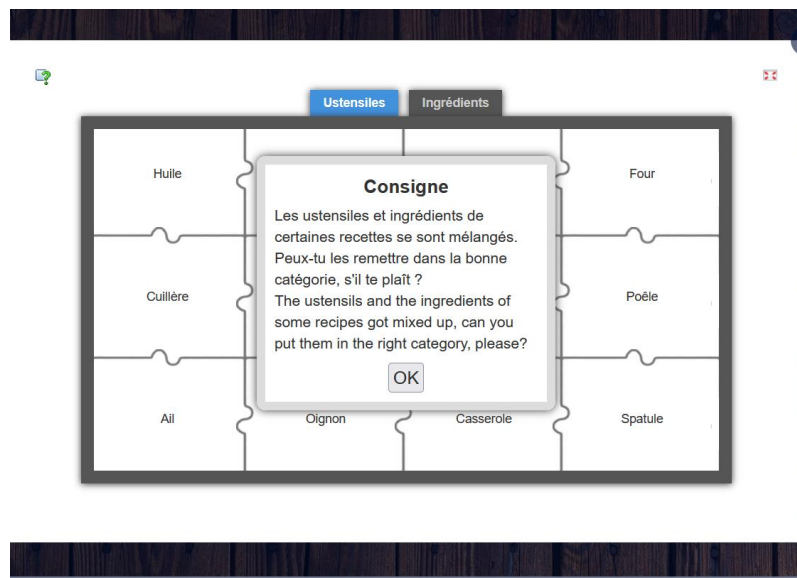 Ustensiles
Ingrédients
Huile
Four
Consigne
Les ustensiles et ingrédients de
certaines recettes se sont mélangés.
Peux-tu les remettre dans la bonne
catégorie, s'il te plaît ?
The ustensils and the ingredients of
some recipes got mixed up, can you
put them in the right category, please?
OK
Cuillère
Poêle
Ail
Oignon
Casserole
Spatule